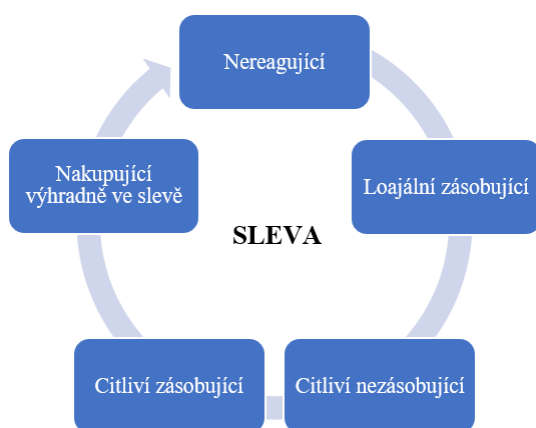 Nereagující
Loajální zásobující
Citliví nezásobující
Citliví zásobující
Nakupující
výhradně ve slevě
SLEVA